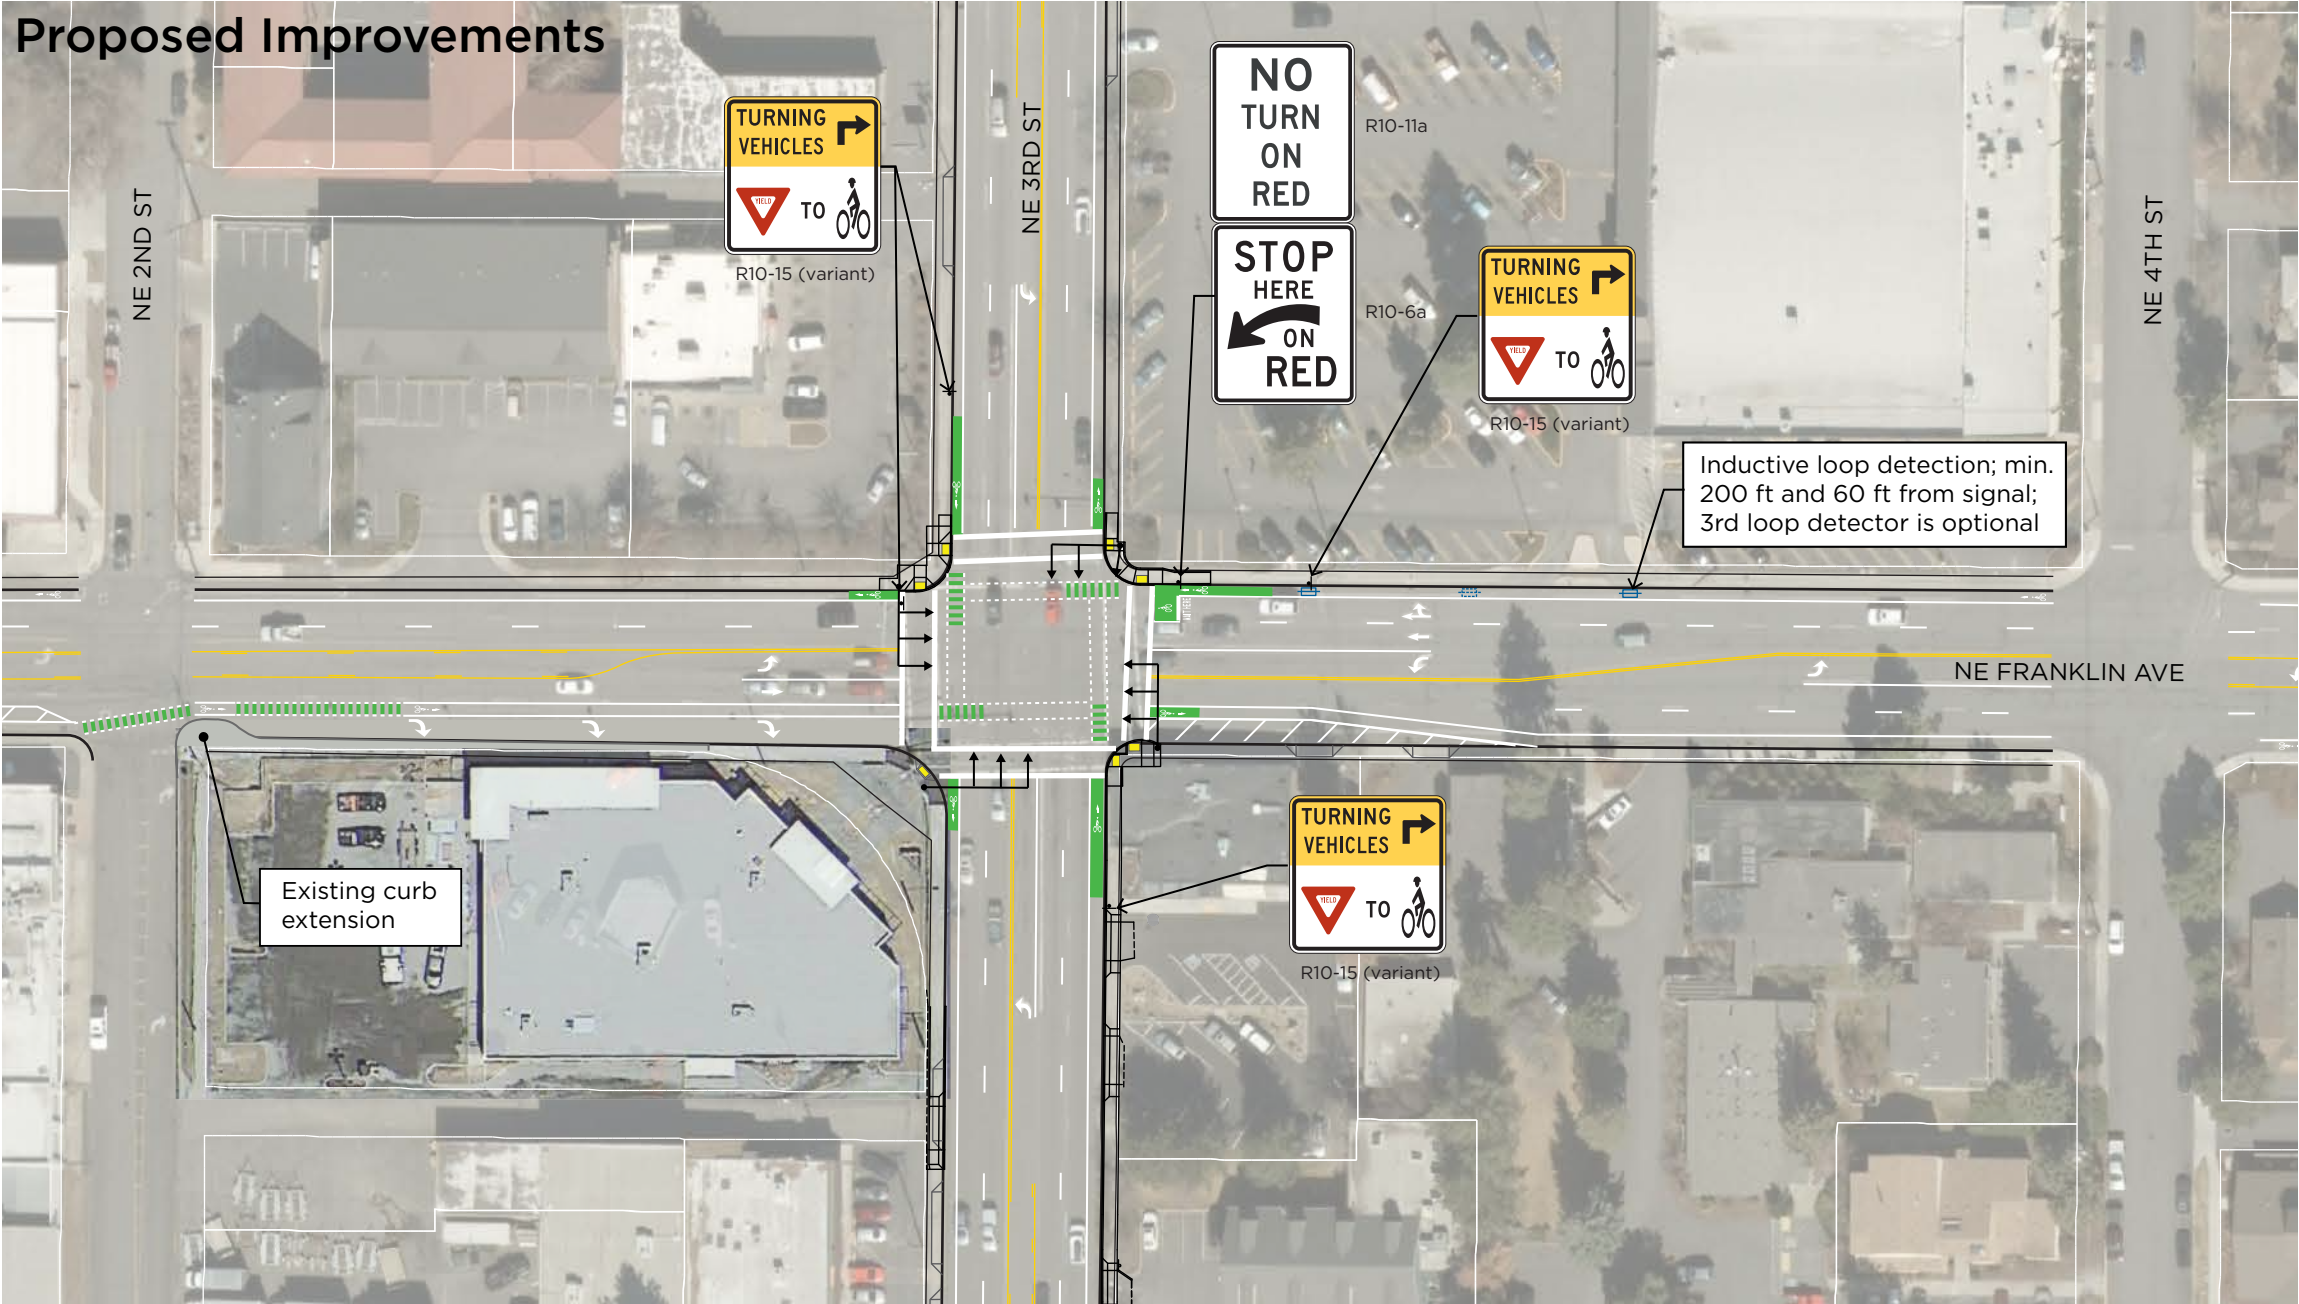 Proposed Improvements
TURNING
VEHICLES
YIELD
TO
R10-15 (variant)
NE 2ND ST
NE 3RD ST
NO
TURN
ON
RED
R10-11a
STOP
HERE
ON
RED
R10-6a
TURNING
VEHICLES
YIELD
TO
R10-15 (variant)
NE 4TH ST
Inductive loop detection; min.
200 ft and 60 ft from signal;
3rd loop detector is optional
WAIT HERE
NE FRANKLIN AVE
Existing curb
extension
TURNING
VEHICLES
YIELD
TO
R10-15 (variant)